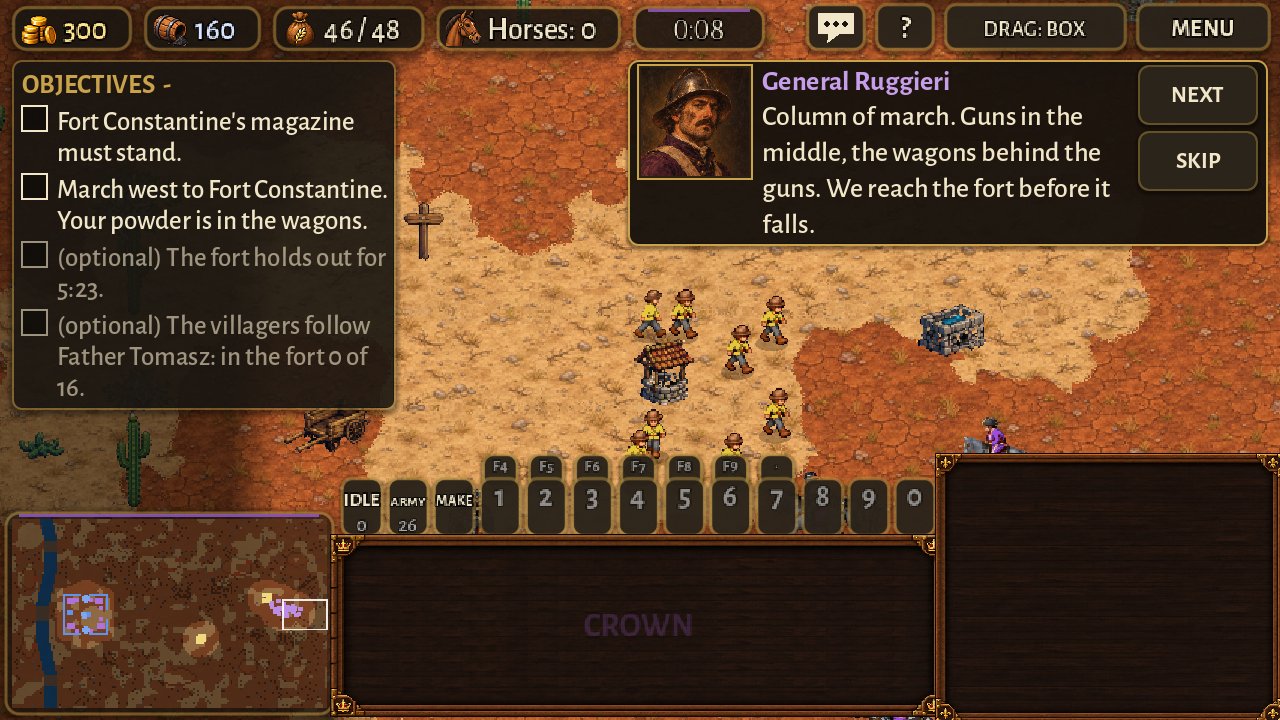 300
160
46/48
Horses: 0
0:08
?
DRAG: BOX
MENU
OBJECTIVES -
Fort Constantine's magazine
must stand.
March west to Fort Constantine.
Your powder is in the wagons.
(optional) The fort holds out for
5:23.
(optional) The villagers follow
Father Tomasz: in the fort 0 of
16.
General Ruggieri
Column of march. Guns in the
middle, the wagons behind the
guns. We reach the fort before it
falls.
NEXT
SKIP
F4 F5 F6 F7 F8 F9
IDLE
0
ARMY
26
MAKE
1 2 3 4 5 6 7 8 9 0
CROWN